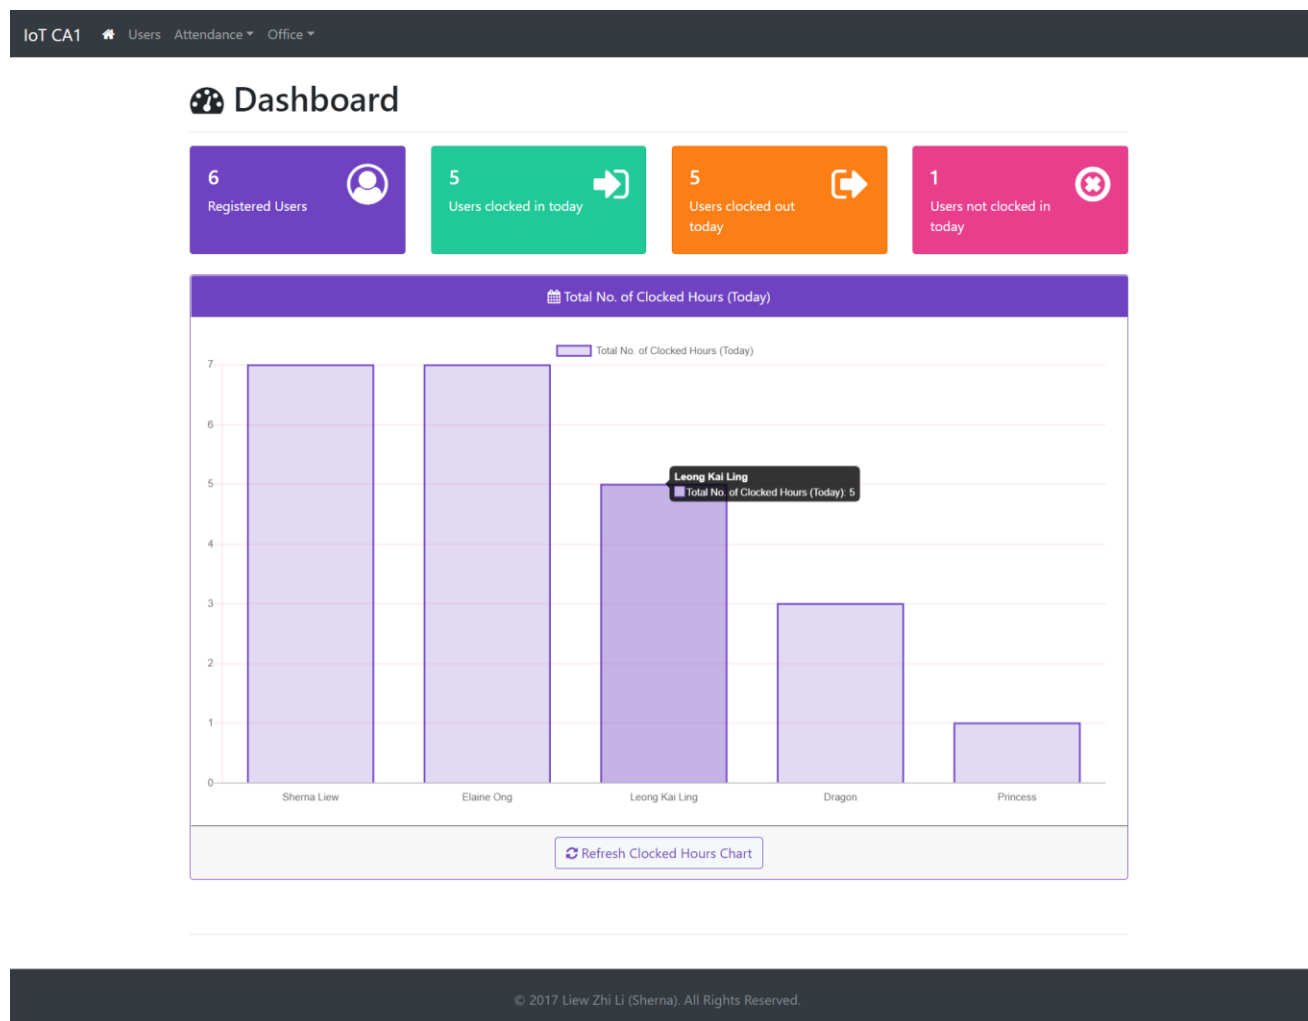 IoT CA1 Users Attendance Office
Dashboard
6
Registered Users
5
Users clocked in today
5
Users clocked out
today
1
Users not clocked in
today
Total No. of Clocked Hours (Today)
Total No. of Clocked Hours (Today)
7
6
5
4
3
2
1
0
Leong Kai Ling
Total No. of Clocked Hours (Today): 5
Sherna Liew Elaine Ong Leong Kai Ling Dragon Princess
Refresh Clocked Hours Chart
© 2017 Liew Zhi Li (Sherna). All Rights Reserved.